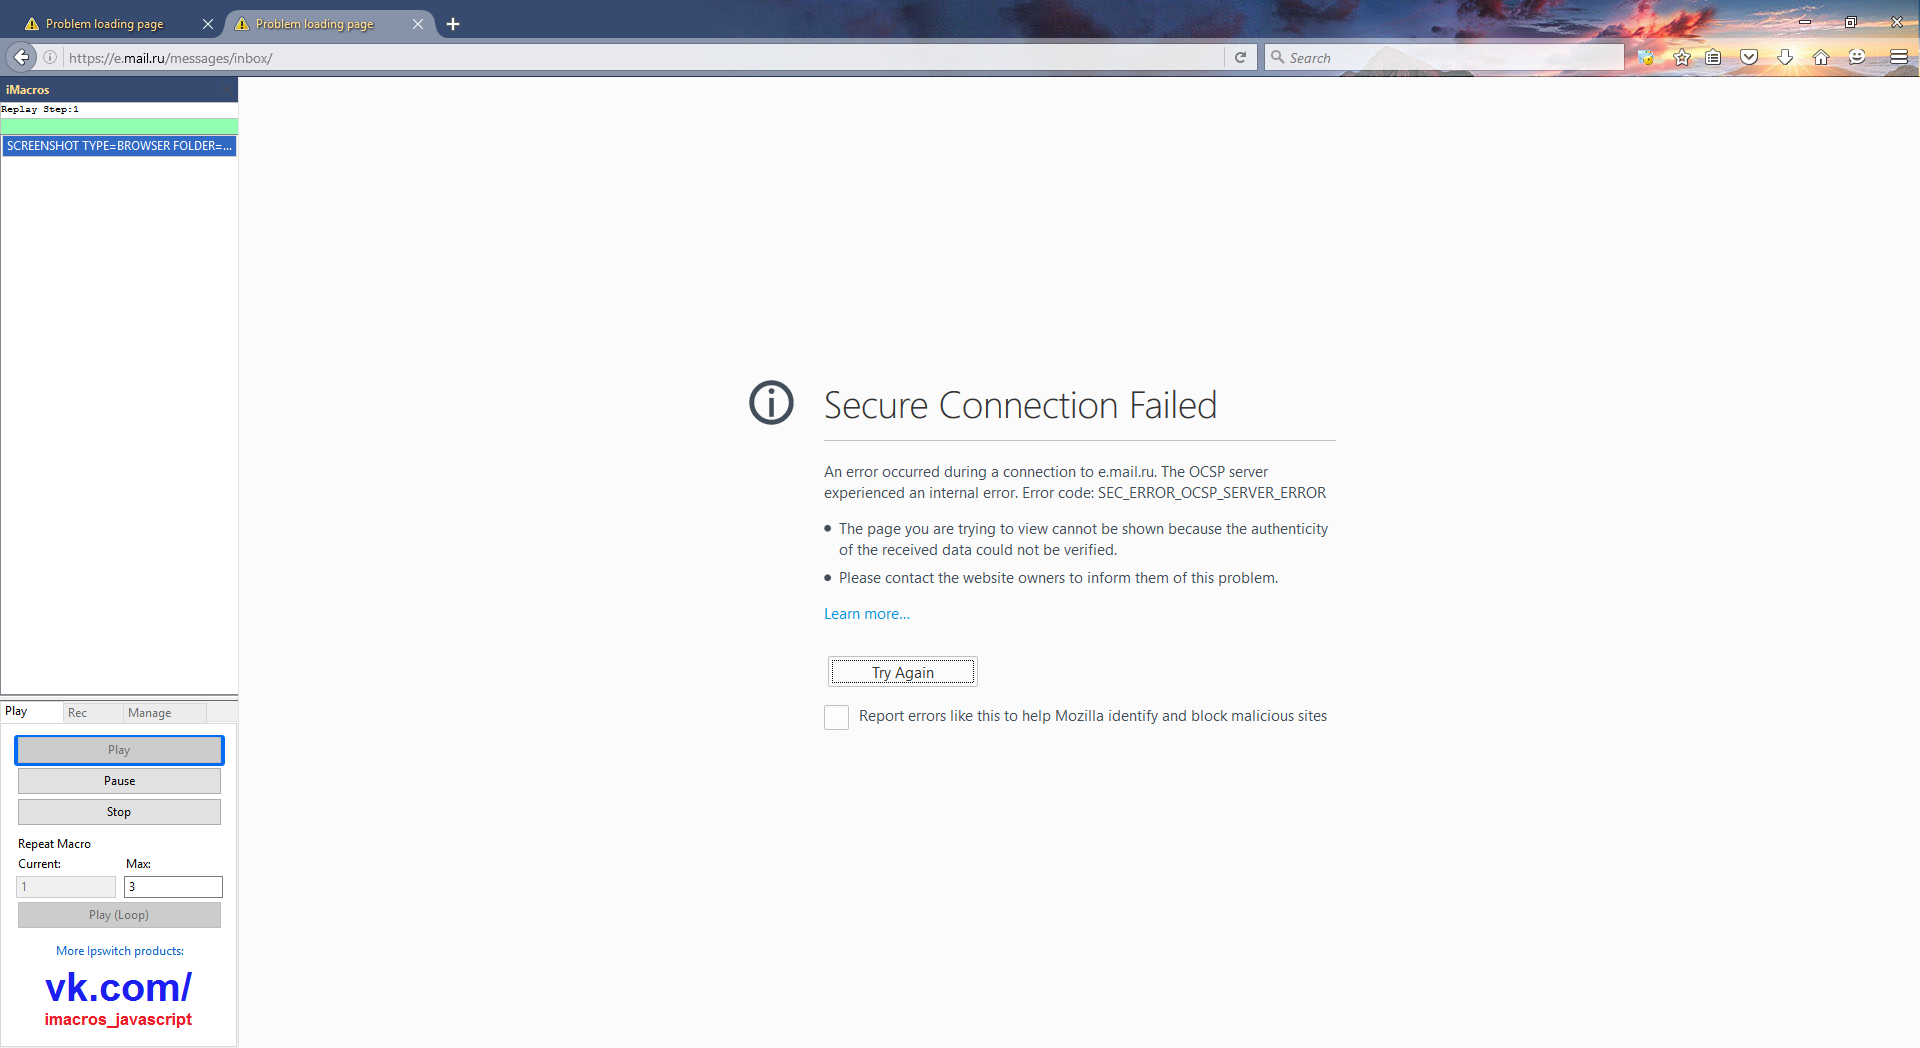 Problem loading page
Problem loading page
https://e.mail.ru/messages/inbox/
Search
iMacros
Replay Step:1
SCREENSHOT TYPE=BROWSER FOLDER=...
Secure Connection Failed
An error occurred during a connection to e.mail.ru. The OCSP server
experienced an internal error. Error code: SEC_ERROR_OCSP_SERVER_ERROR
The page you are trying to view cannot be shown because the authenticity
of the received data could not be verified.
Please contact the website owners to inform them of this problem.
Learn more...
Try Again
Report errors like this to help Mozilla identify and block malicious sites
Play
Rec
Manage
Play
Pause
Stop
Repeat Macro
Current:
Max:
1
3
Play (Loop)
More Ipswitch products:
vk.com/
imacros_javascript